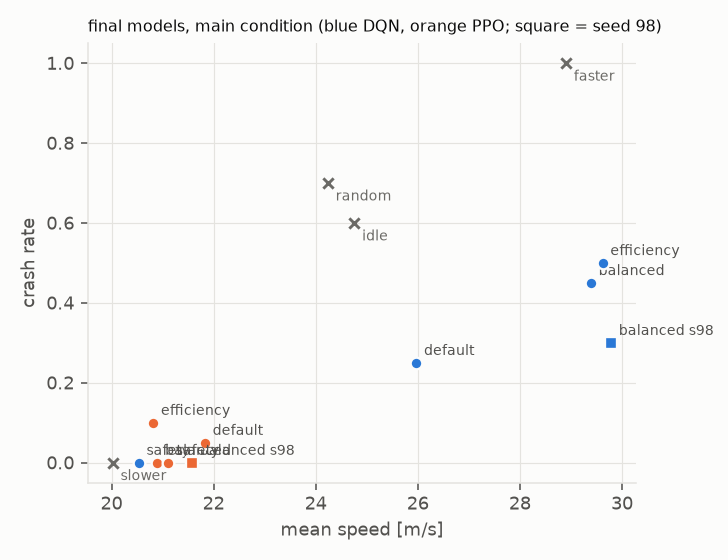 final models, main condition (blue DQN, orange PPO; square = seed 98)
1.0
faster
0.8
random
0.6
idle
efficiency
balanced
0.4
balanced s98
default
0.2
efficiency
default
balanced s98
0.0
slower
20
22
24
26
28
30
mean speed [m/s]
crash rate